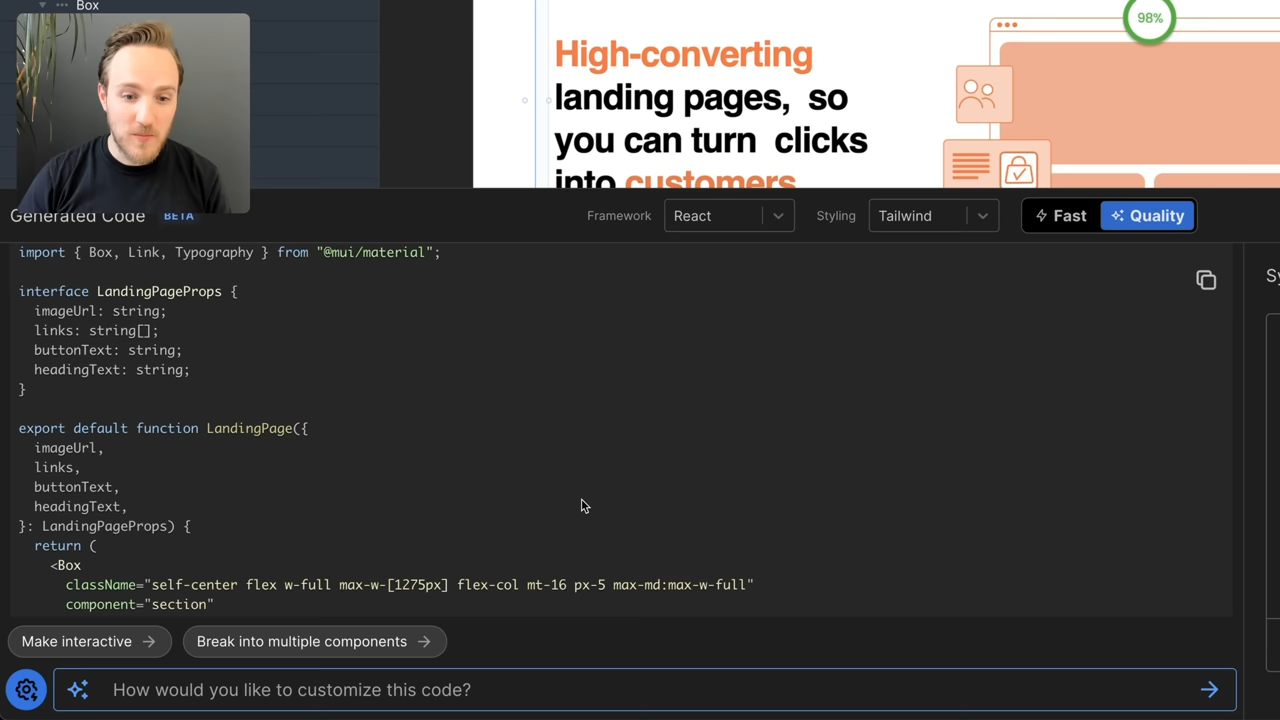 Box
98%
High-converting
landing pages, so
you can turn clicks
into customers
Generated Code BETA
Framework React Styling Tailwind Fast Quality
import { Box, Link, Typography } from "@mui/material";
interface LandingPageProps {
imageUrl: string;
links: string[];
buttonText: string;
headingText: string;
}
export default function LandingPage({
imageUrl,
links,
buttonText,
headingText,
}: LandingPageProps) {
return (
<Box
className="self-center flex w-full max-w-[1275px] flex-col mt-16 px-5 max-md:max-w-full"
component="section"
Make interactive Break into multiple components
How would you like to customize this code?